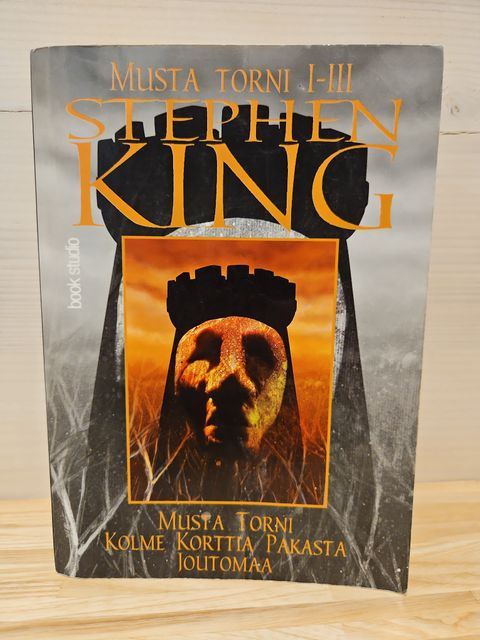 MUSTA TORNI I-III
STEPHEN
KING
book studio
MUSTA TORNI
KOLME KORTTIA PAKASTA
JOUTOMAA